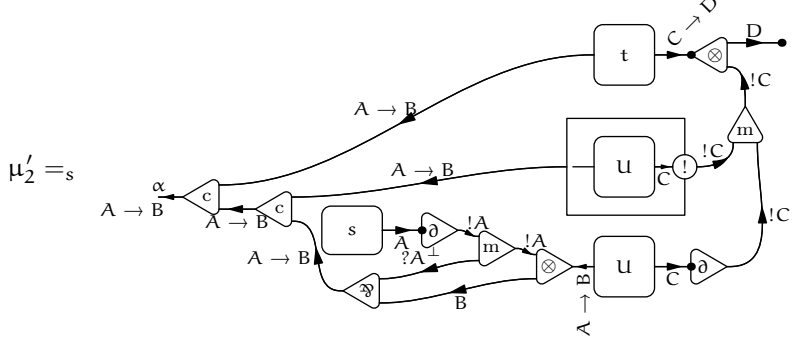 C → D
D
t
⊗
!C
A → B
m
A → B
u
C
!
!C
μ′₂ =ₛ
α
c
c
A → B
A → B
s
A
∂
!A
?A⊥
m
!A
!C
A → B
⅋
B
⊗
A → B
u
C
∂